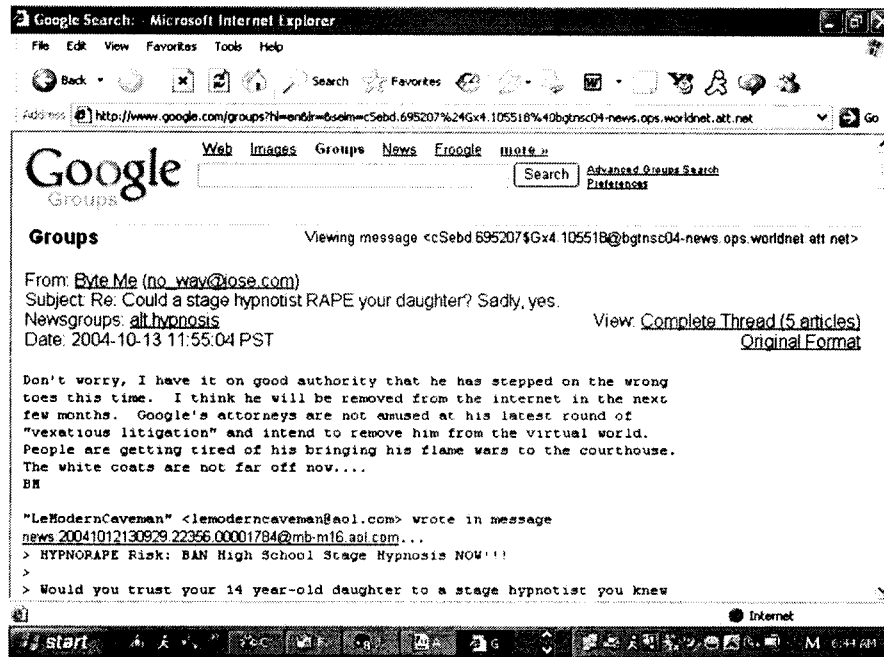 Google Search: - Microsoft Internet Explorer
File Edit View Favorites Tools Help
Back Search Favorites
Address http://www.google.com/groups?hl=en&lr=&selm=cSebd.695207%24Gx4.105518%40bgtnsc04-news.ops.worldnet.att.net Go
Web Images Groups News Froogle more »
Google
Groups
Search
Advanced Groups Search
Preferences
Groups Viewing message <cSebd.695207$Gx4.105518@bgtnsc04-news.ops.worldnet.att.net>
From: Byte Me (no_way@jose.com)
Subject: Re: Could a stage hypnotist RAPE your daughter? Sadly, yes.
Newsgroups: alt.hypnosis View: Complete Thread (5 articles)
Date: 2004-10-13 11:55:04 PST Original Format
Don't worry, I have it on good authority that he has stepped on the wrong
toes this time. I think he will be removed from the internet in the next
few months. Google's attorneys are not amused at his latest round of
"vexatious litigation" and intend to remove him from the virtual world.
People are getting tired of his bringing his flame wars to the courthouse.
The white coats are not far off now....
BM
"LeModernCaveman" <lemoderncaveman@aol.com> wrote in message
news:20041012130929.22356.00001784@mb-m16.aol.com...
> HYPNORAPE Risk: BAN High School Stage Hypnosis NOW!!!
>
> Would you trust your 14 year-old daughter to a stage hypnotist you knew
Internet
start M 6:44 AM